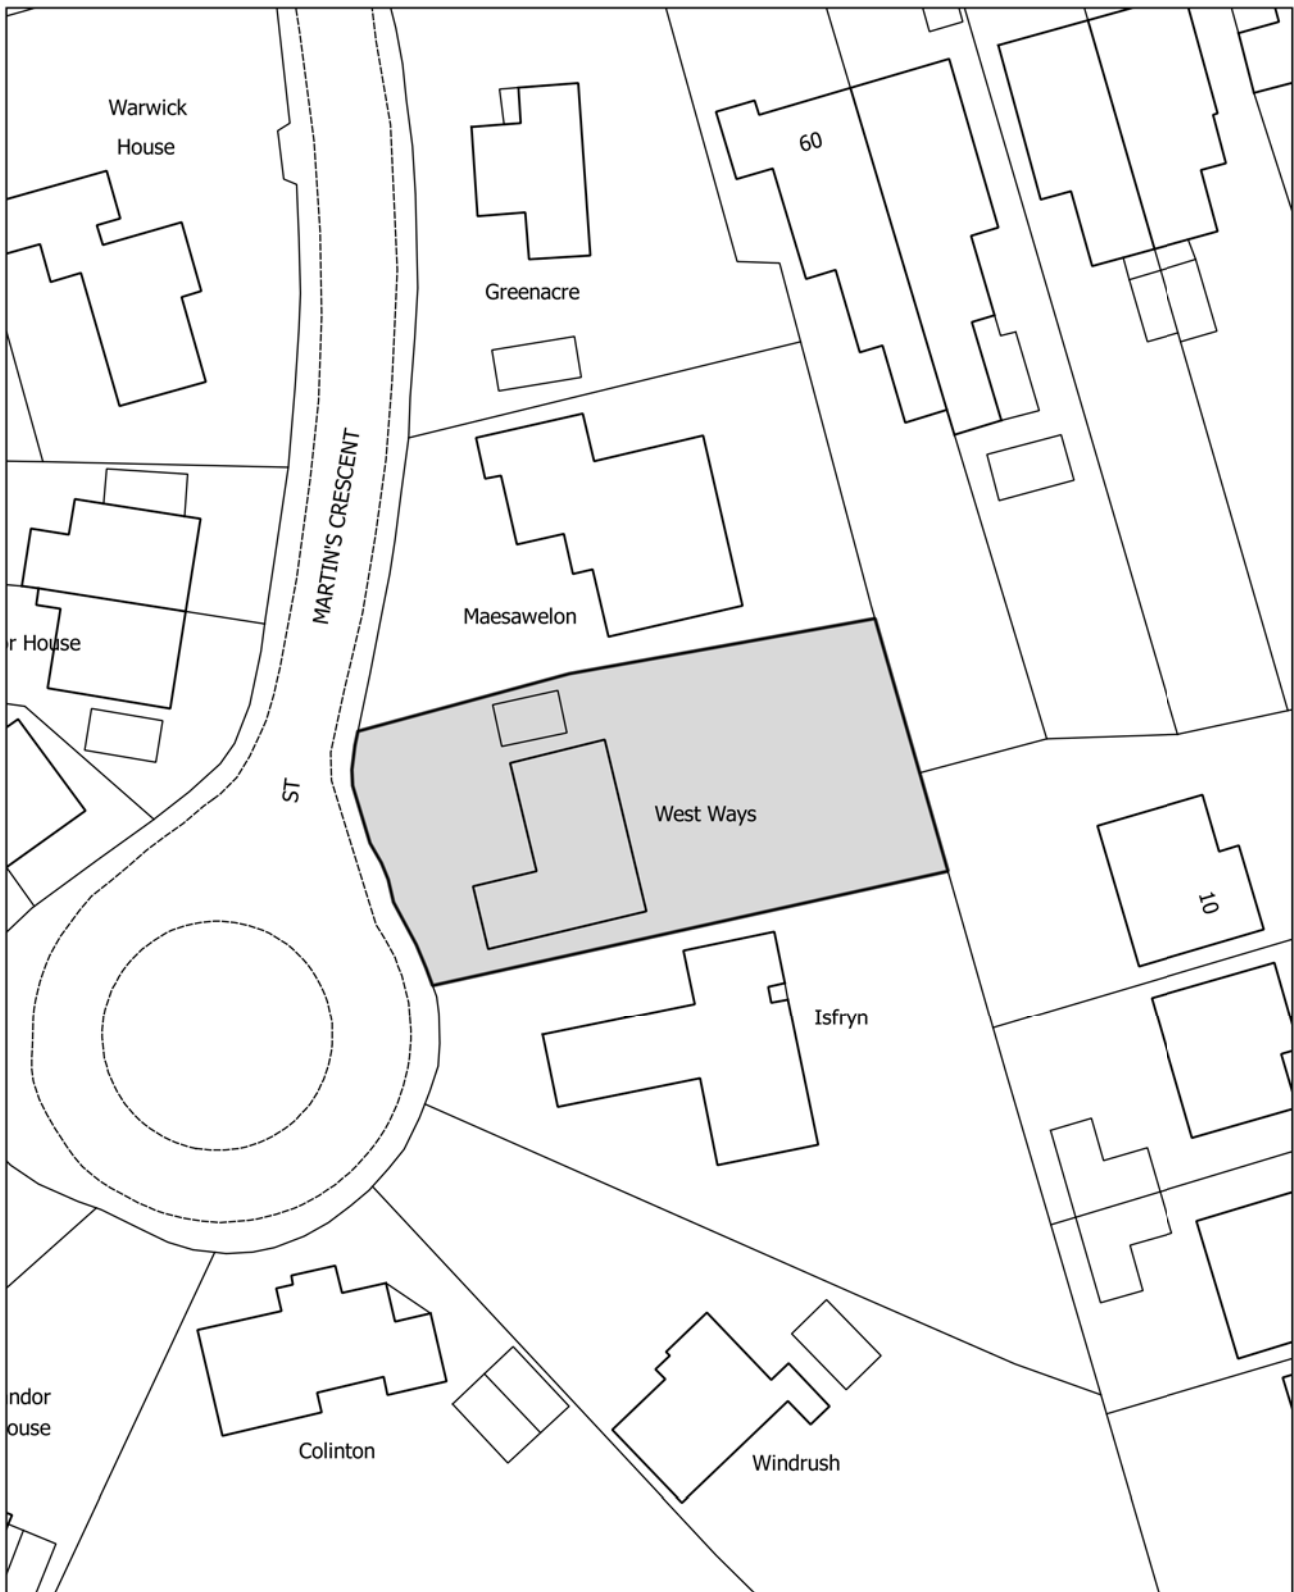 Warwick
House
60
Greenacre
MARTIN'S CRESCENT
Maesawelon
r House
ST
West Ways
10
Isfryn
ndor
ouse
Colinton
Windrush